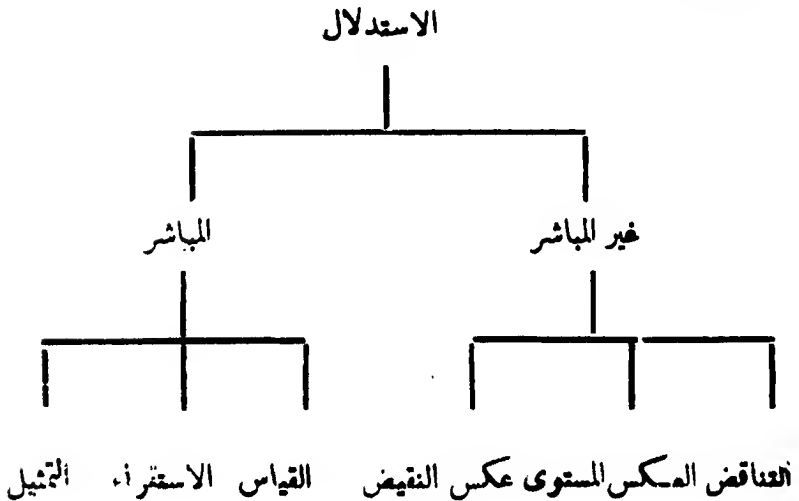 الاستدلال
غير المباشر المباشر
التناقض العكس المستوى عكس النقيض القياس الاستقراء التمثيل